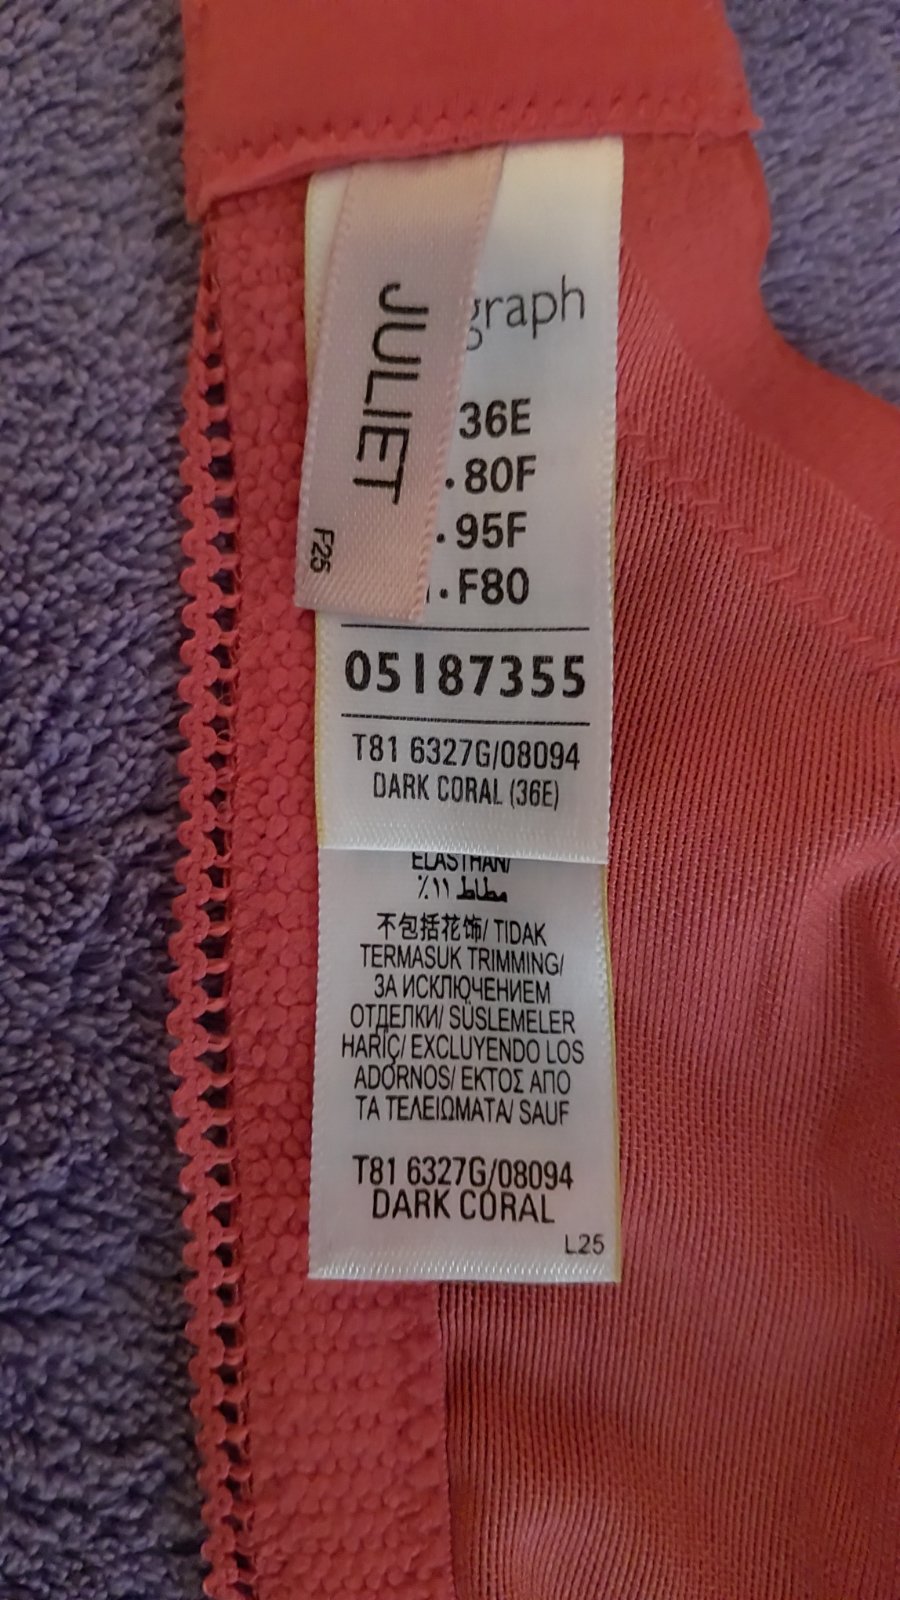 JULIET
F25
graph
36E
. 80F
. 95F
. F80
05187355
T81 6327G/08094
DARK CORAL (36E)
ELASTHAN/
مطاط ١١٪
不包括花饰/ TIDAK
TERMASUK TRIMMING/
ЗА ИСКЛЮЧЕНИЕМ
ОТДЕЛКИ/ SÜSLEMELER
HARİÇ/ EXCLUYENDO LOS
ADORNOS/ ΕΚΤΟΣ ΑΠΟ
ΤΑ ΤΕΛΕΙΩΜΑΤΑ/ SAUF
T81 6327G/08094
DARK CORAL
L25